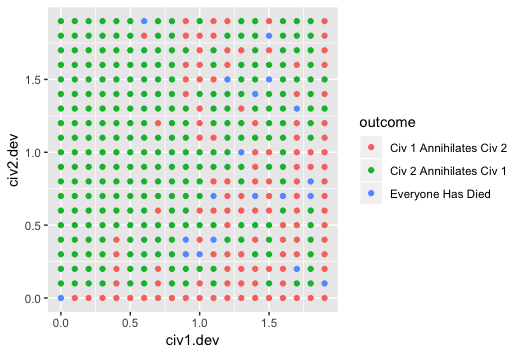 civ2.dev
1.5
1.0
0.5
0.0
0.0 0.5 1.0 1.5
civ1.dev
outcome
Civ 1 Annihilates Civ 2
Civ 2 Annihilates Civ 1
Everyone Has Died